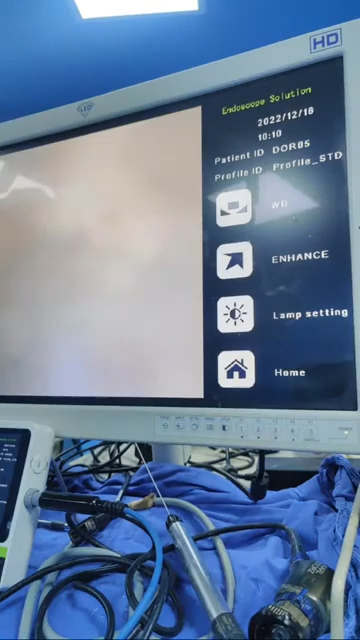 HD
LED
Endoscope Solution
2022/12/16
10:10
Patient ID DOR05
Profile ID Profile_STD
WB
ENHANCE
Lamp setting
Home